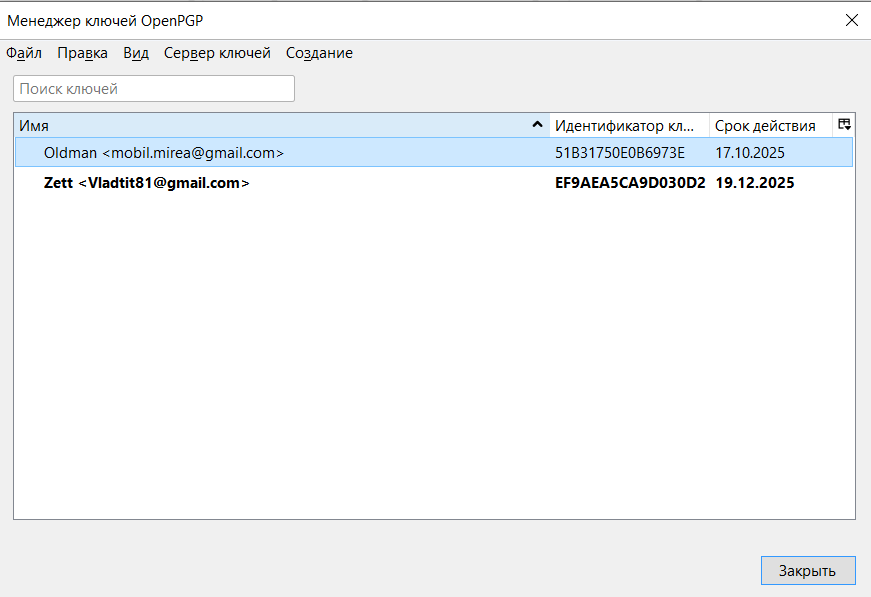 Менеджер ключей OpenPGP
Файл Правка Вид Сервер ключей Создание
Поиск ключей
Имя Идентификатор кл... Срок действия
Oldman <mobil.mirea@gmail.com> 51B31750E0B6973E 17.10.2025
Zett <Vladtit81@gmail.com> EF9AEA5CA9D030D2 19.12.2025
Закрыть